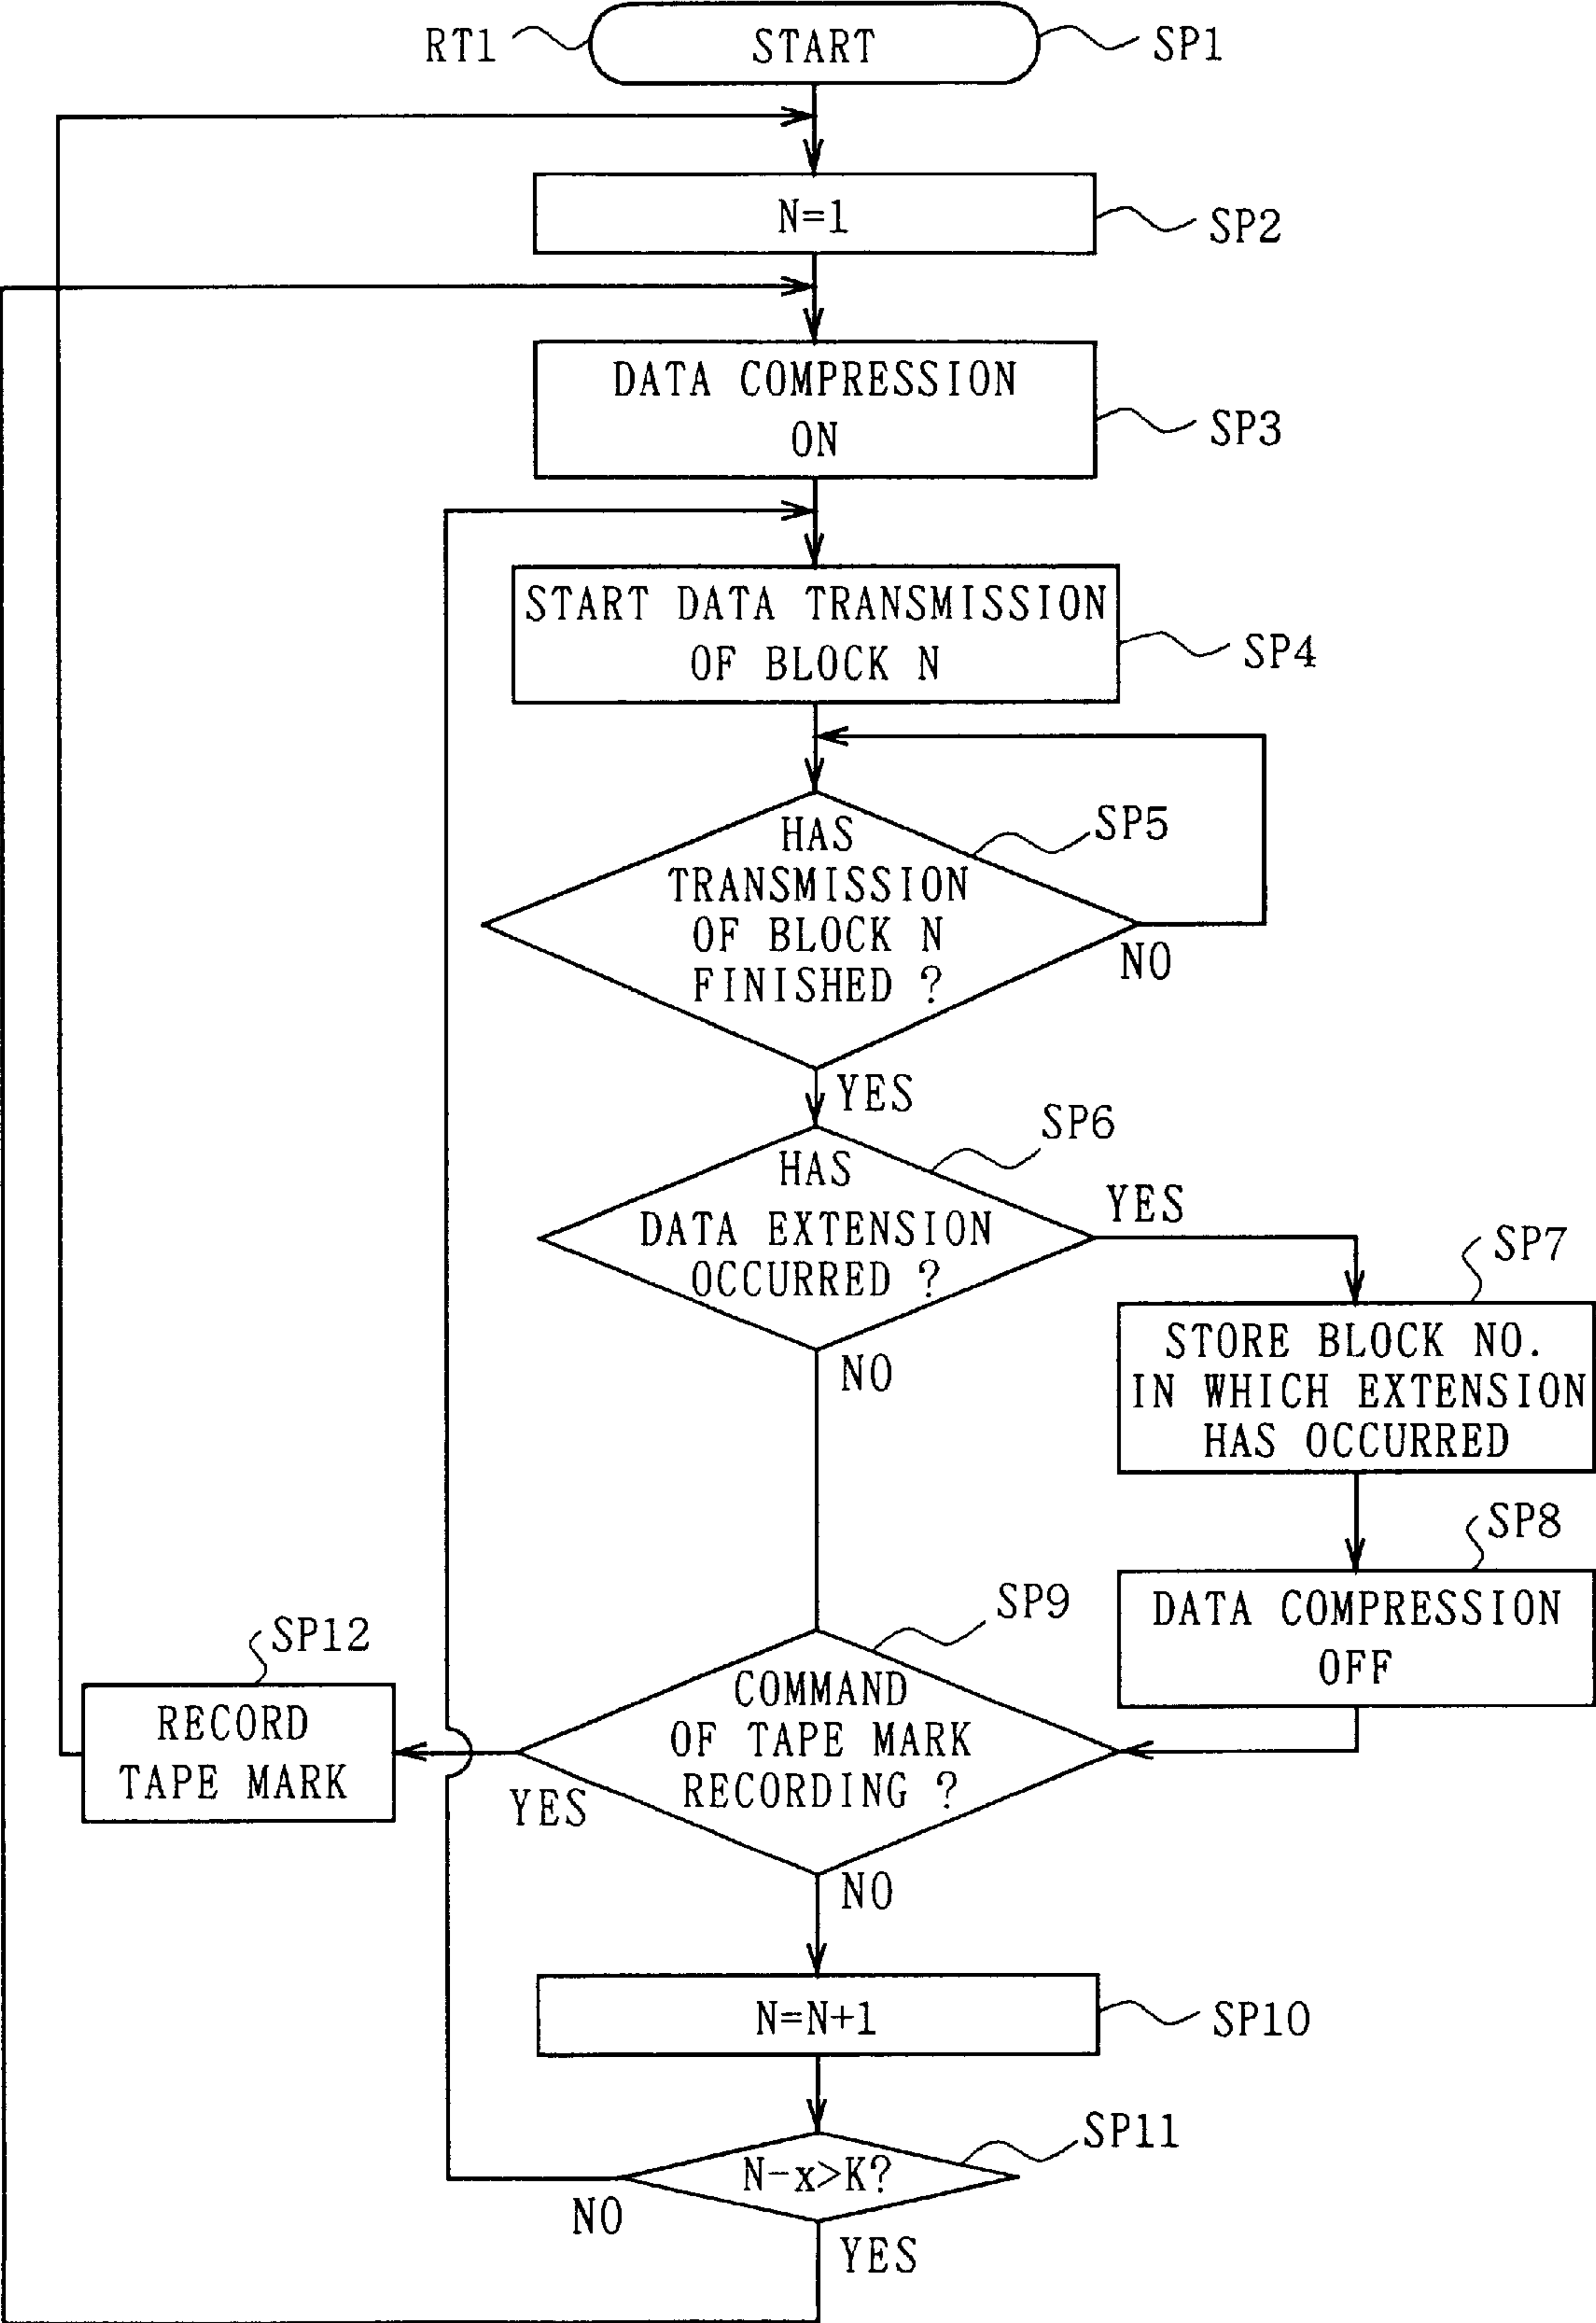 RT1
START
SP1
N=1
SP2
DATA COMPRESSION
ON
SP3
START DATA TRANSMISSION
OF BLOCK N
SP4
HAS
TRANSMISSION
OF BLOCK N
FINISHED ?
SP5
NO
YES
HAS
DATA EXTENSION
OCCURRED ?
SP6
YES
NO
SP7
STORE BLOCK NO.
IN WHICH EXTENSION
HAS OCCURRED
SP8
DATA COMPRESSION
OFF
SP9
COMMAND
OF TAPE MARK
RECORDING ?
YES
NO
SP12
RECORD
TAPE MARK
N=N+1
SP10
N-x>K?
SP11
NO
YES